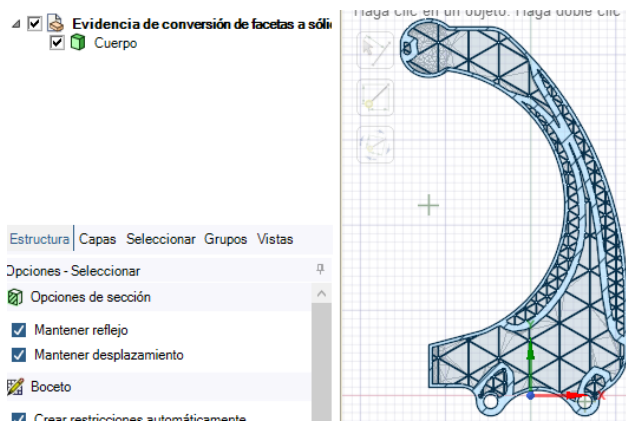 Evidencia de conversión de facetas a sóli
Cuerpo
Haga clic en un objeto. Haga doble clic
Estructura Capas Seleccionar Grupos Vistas
Opciones - Seleccionar
Opciones de sección
Mantener reflejo
Mantener desplazamiento
Boceto
Crear restricciones automáticamente
X